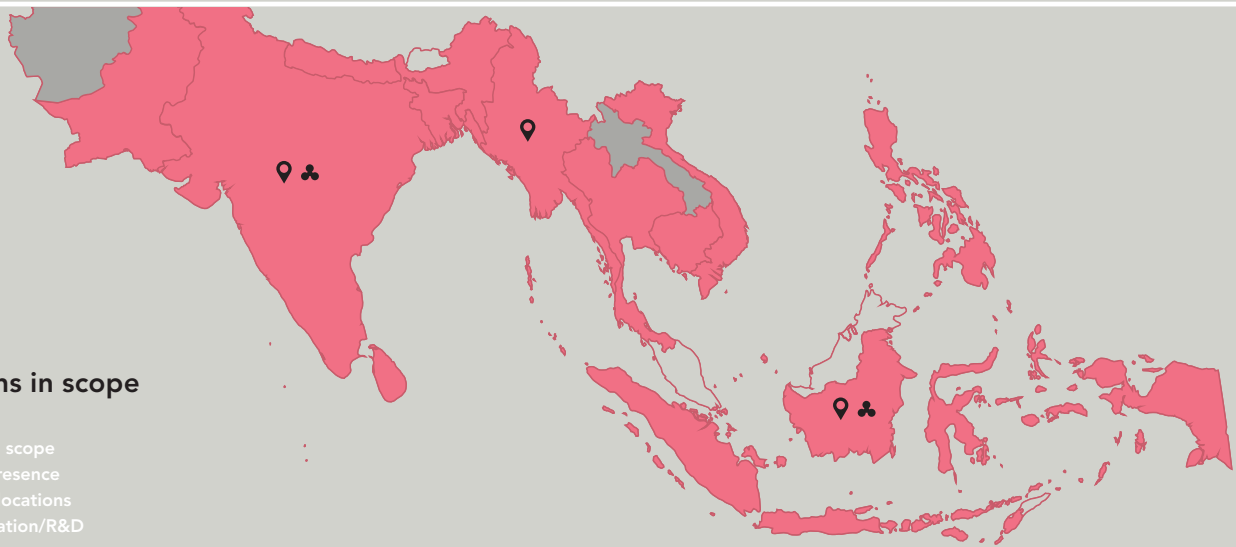 ns in scope
scope
resence
ocations
ation/R&D